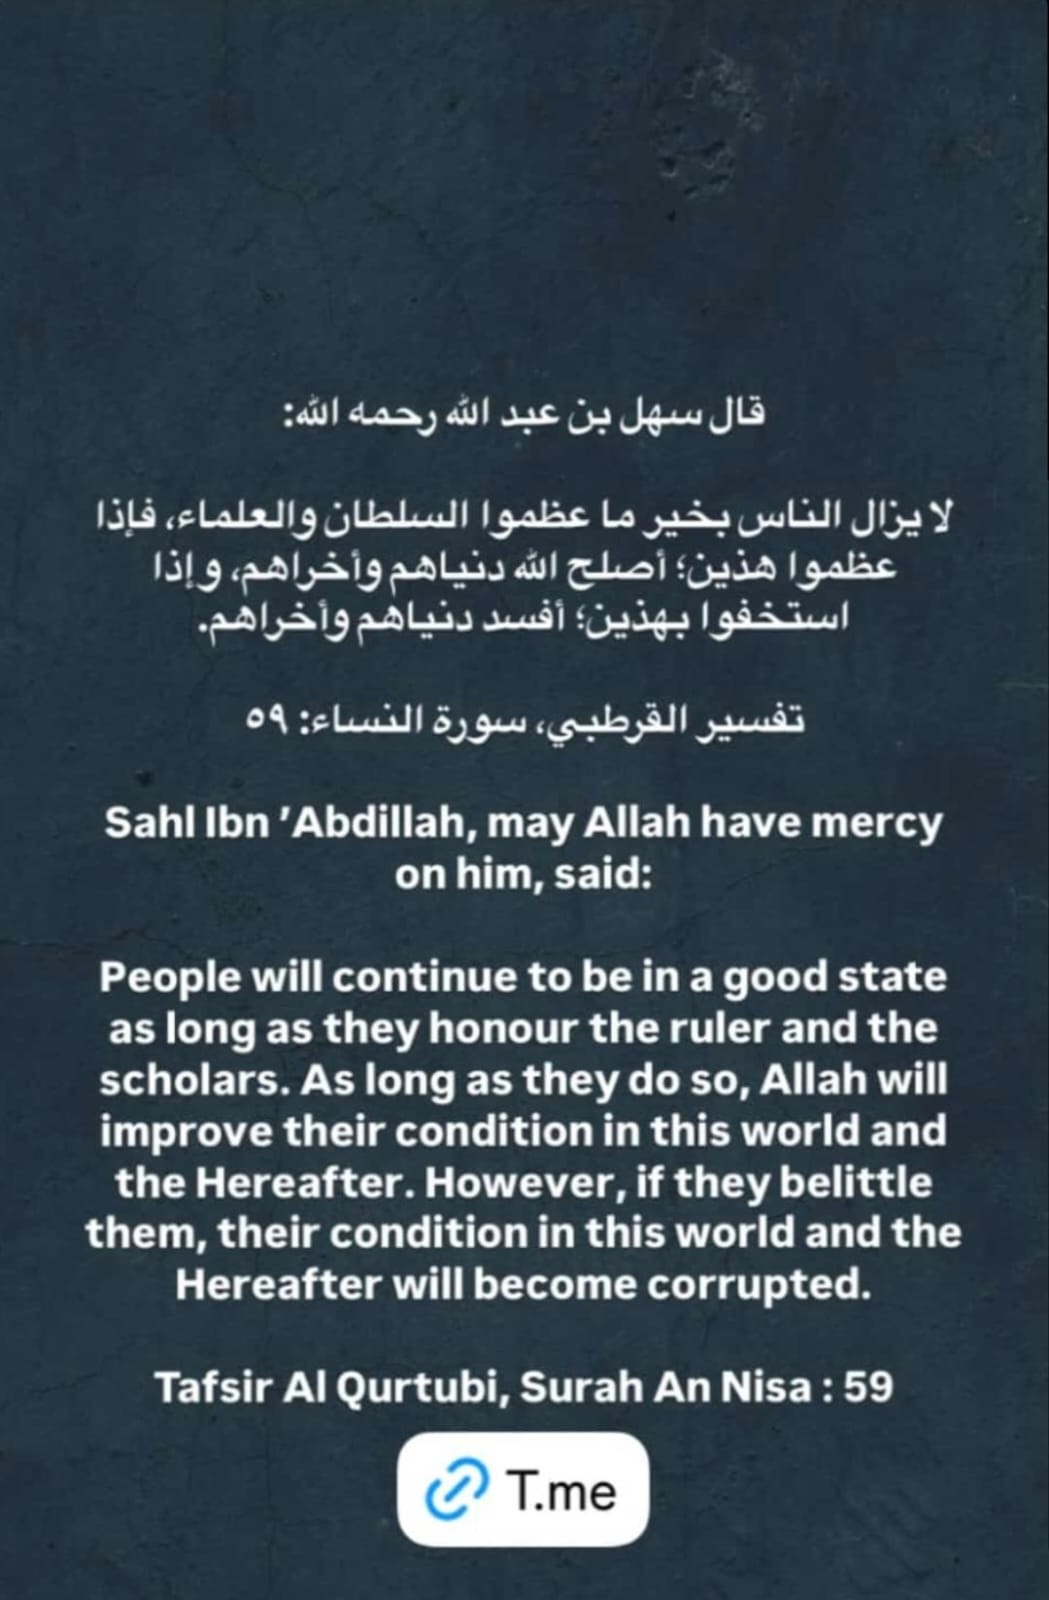 قال سهل بن عبد الله رحمه الله:
لا يزال الناس بخير ما عظموا السلطان والعلماء، فإذا
عظموا هذين؛ أصلح الله دنياهم وأخراهم، وإذا
استخفوا بهذين؛ أفسد دنياهم وأخراهم.
تفسير القرطبي، سورة النساء: ٥٩
Sahl Ibn 'Abdillah, may Allah have mercy
on him, said:
People will continue to be in a good state
as long as they honour the ruler and the
scholars. As long as they do so, Allah will
improve their condition in this world and
the Hereafter. However, if they belittle
them, their condition in this world and the
Hereafter will become corrupted.
Tafsir Al Qurtubi, Surah An Nisa : 59
T.me